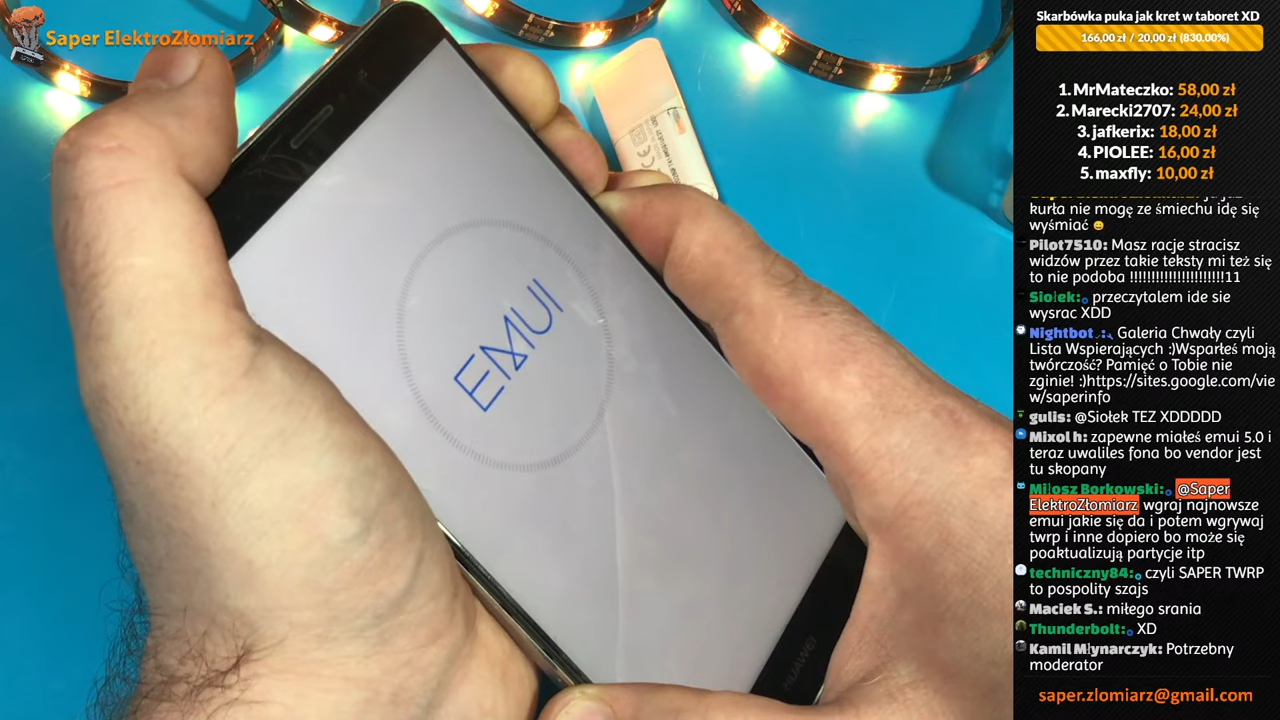 Saper ElektroZłomiarz
EMUI
HUAWEI
Skarbówka puka jak kret w taboret XD
166,00 zł / 20,00 zł (830.00%)
1. MrMateczko: 58,00 zł
2. Marecki2707: 24,00 zł
3. jafkerix: 18,00 zł
4. PIOLEE: 16,00 zł
5. maxfly: 10,00 zł
kurła nie mogę ze śmiechu idę się
wyśmiać
Pilot7510: Masz racje stracisz
widzów przez takie teksty mi też się
to nie podoba !!!!!!!!!!!!!!!!!!!!!!!11
Siołek: przeczytalem ide sie
wysrac XDD
Nightbot : Galeria Chwały czyli
Lista Wspierających :)Wsparłeś moją
twórczość? Pamięć o Tobie nie
zginie! :)https://sites.google.com/vie
w/saperinfo
gulis: @Siołek TEZ XDDDDD
Mixol h: zapewne miałeś emui 5.0 i
teraz uwaliles fona bo vendor jest
tu skopany
Miłosz Borkowski: @Saper
ElektroZłomiarz wgraj najnowsze
emui jakie się da i potem wgrywaj
twrp i inne dopiero bo może się
poaktualizują partycje itp
techniczny84: czyli SAPER TWRP
to pospolity szajs
Maciek S.: miłego srania
Thunderbolt: XD
Kamil Młynarczyk: Potrzebny
moderator
saper.zlomiarz@gmail.com